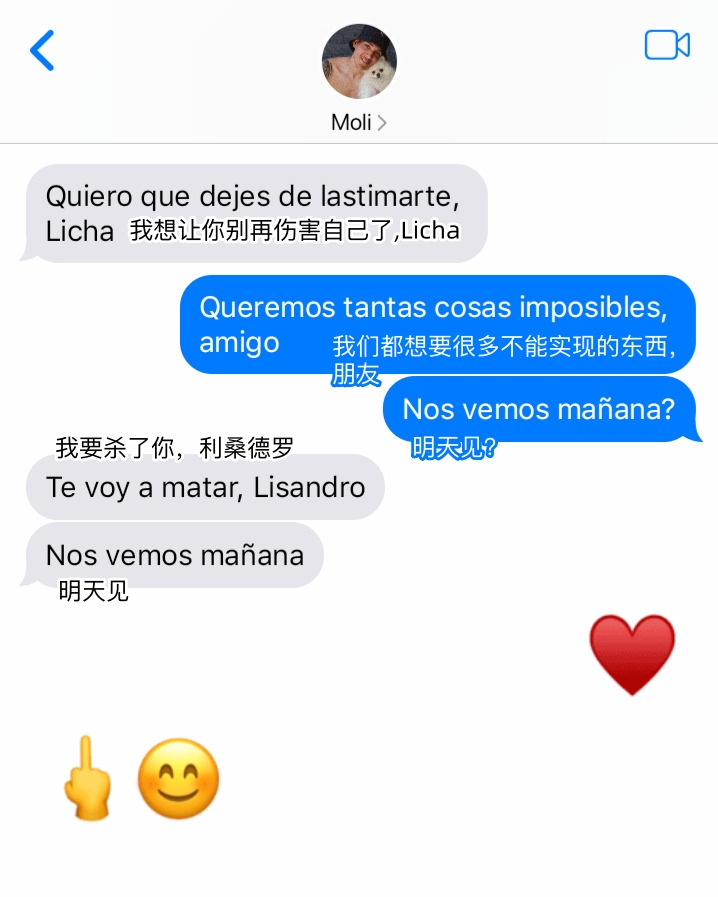 Moli
Quiero que dejes de lastimarte,
Licha 我想让你别再伤害自己了,Licha
Queremos tantas cosas imposibles,
amigo 我们都想要很多不能实现的东西,
朋友
Nos vemos mañana?
明天见?
我要杀了你，利桑德罗
Te voy a matar, Lisandro
Nos vemos mañana
明天见